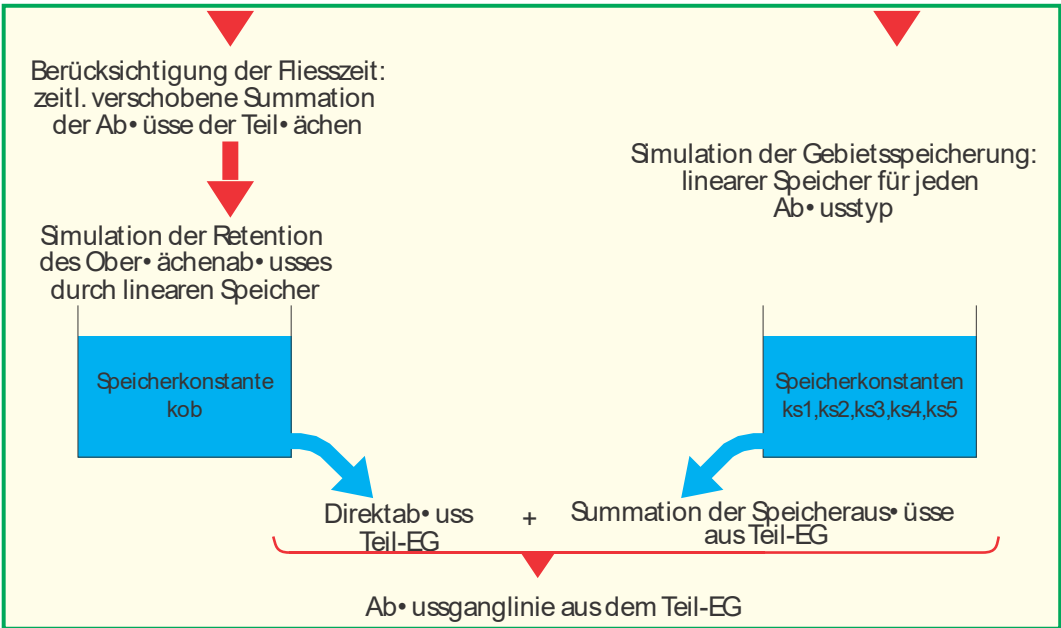 Berücksichtigung der Fliesszeit:
zeitl. verschobene Summation
der Ab• üsse der Teil• ächen
Simulation der Retention
des Ober• ächenab• usses
durch linearen Speicher
Speicherkonstante
kob
Simulation der Gebietsspeicherung:
linearer Speicher für jeden
Ab• usstyp
Speicherkonstanten
ks1,ks2,ks3,ks4,ks5
Direktab• uss
Teil-EG
+
Summation der Speicheraus• üsse
aus Teil-EG
Ab• ussganglinie aus dem Teil-EG